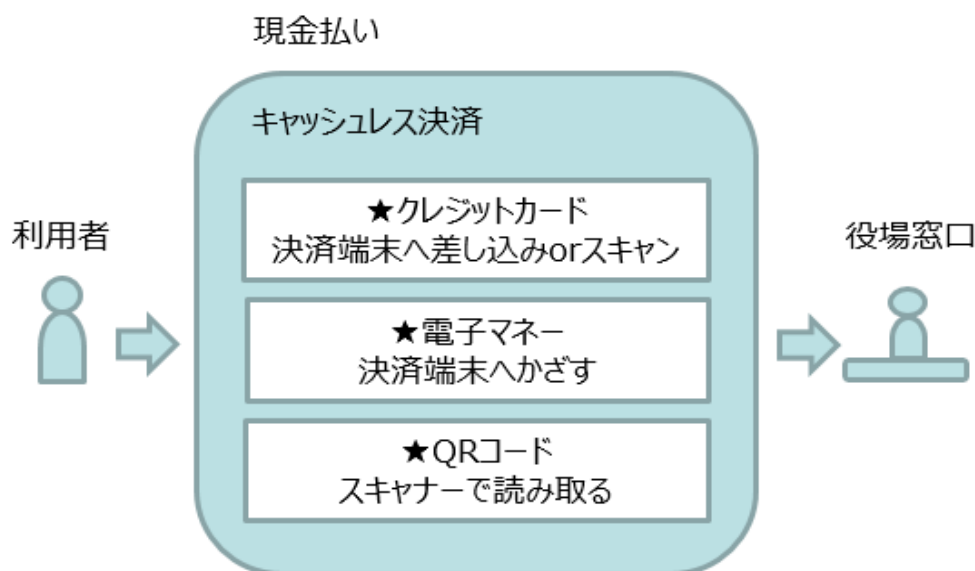 現金払い
キャッシュレス決済
★クレジットカード
決済端末へ差し込みorスキャン
利用者
役場窓口
★電子マネー
決済端末へかざす
★QRコード
スキャナーで読み取る